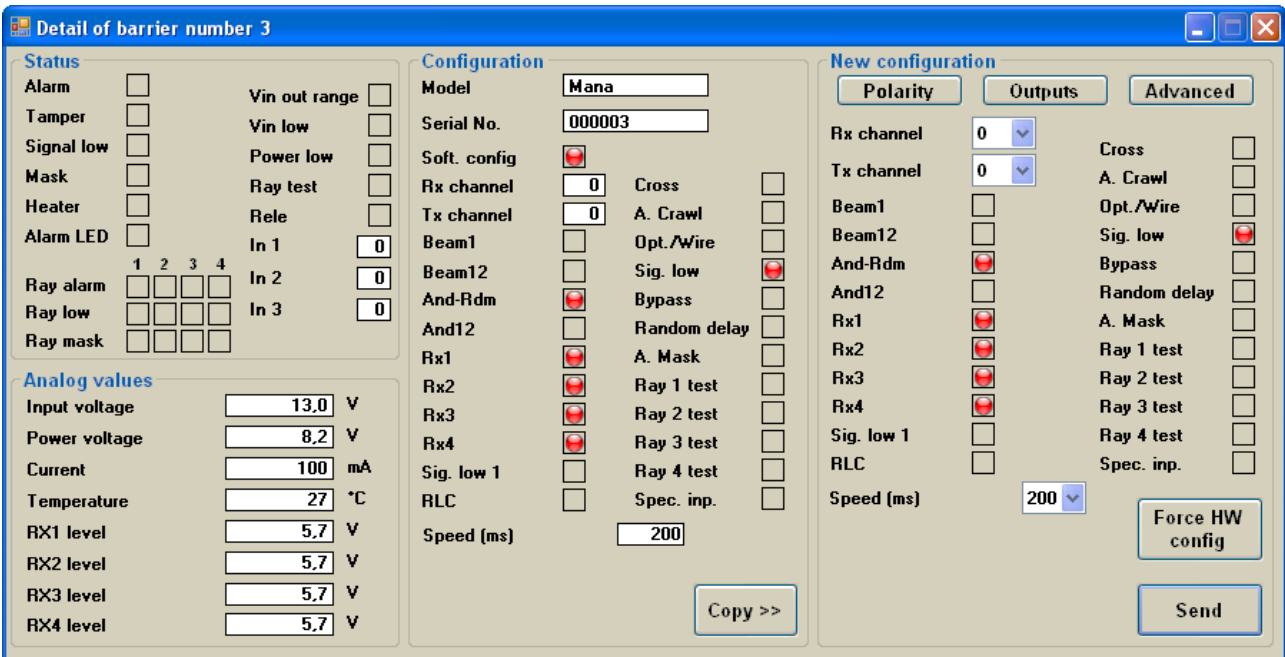 Detail of barrier number 3
Status
Alarm
Tamper
Signal low
Mask
Heater
Alarm LED
Vin out range
Vin low
Power low
Ray test
Rele
In 1 0
In 2 0
In 3 0
1 2 3 4
Ray alarm
Ray low
Ray mask
Analog values
Input voltage 13,0 V
Power voltage 8,2 V
Current 100 mA
Temperature 27 °C
RX1 level 5,7 V
RX2 level 5,7 V
RX3 level 5,7 V
RX4 level 5,7 V
Configuration
Model Mana
Serial No. 000003
Soft. config
Rx channel 0
Tx channel 0
Beam1
Beam12
And-Rdm
And12
Rx1
Rx2
Rx3
Rx4
Sig. low 1
RLC
Speed (ms) 200
Cross
A. Crawl
Opt./Wire
Sig. low
Bypass
Random delay
A. Mask
Ray 1 test
Ray 2 test
Ray 3 test
Ray 4 test
Spec. inp.
Copy >>
New configuration
Polarity Outputs Advanced
Rx channel 0
Tx channel 0
Beam1
Beam12
And-Rdm
And12
Rx1
Rx2
Rx3
Rx4
Sig. low 1
RLC
Speed (ms) 200
Cross
A. Crawl
Opt./Wire
Sig. low
Bypass
Random delay
A. Mask
Ray 1 test
Ray 2 test
Ray 3 test
Ray 4 test
Spec. inp.
Force HW
config
Send